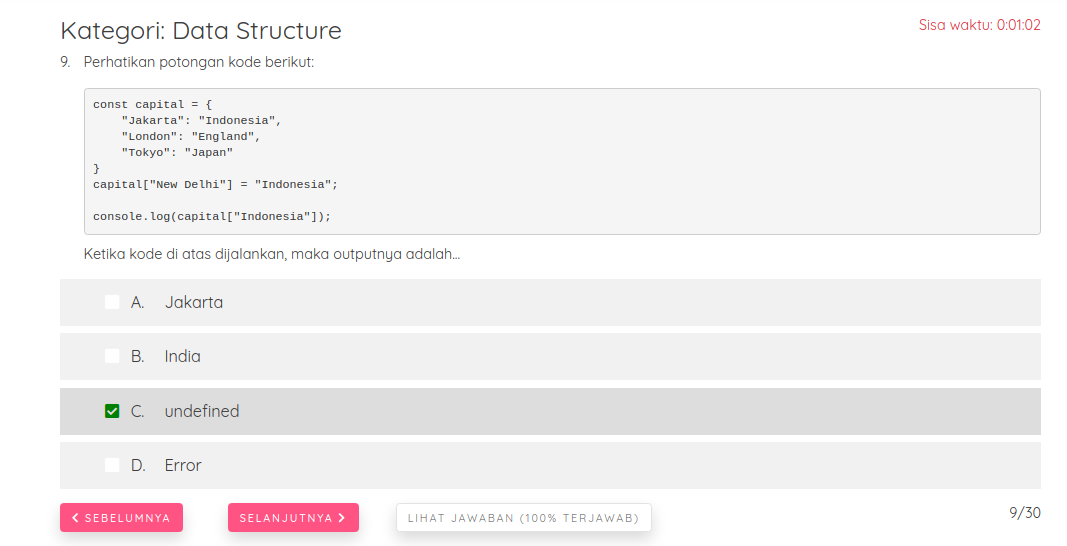 Kategori: Data Structure
Sisa waktu: 0:01:02
9. Perhatikan potongan kode berikut:
const capital = {
    "Jakarta": "Indonesia",
    "London": "England",
    "Tokyo": "Japan"
}
capital["New Delhi"] = "Indonesia";

console.log(capital["Indonesia"]);
Ketika kode di atas dijalankan, maka outputnya adalah...
A. Jakarta
B. India
C. undefined
D. Error
SEBELUMNYA
SELANJUTNYA
LIHAT JAWABAN (100% TERJAWAB)
9/30